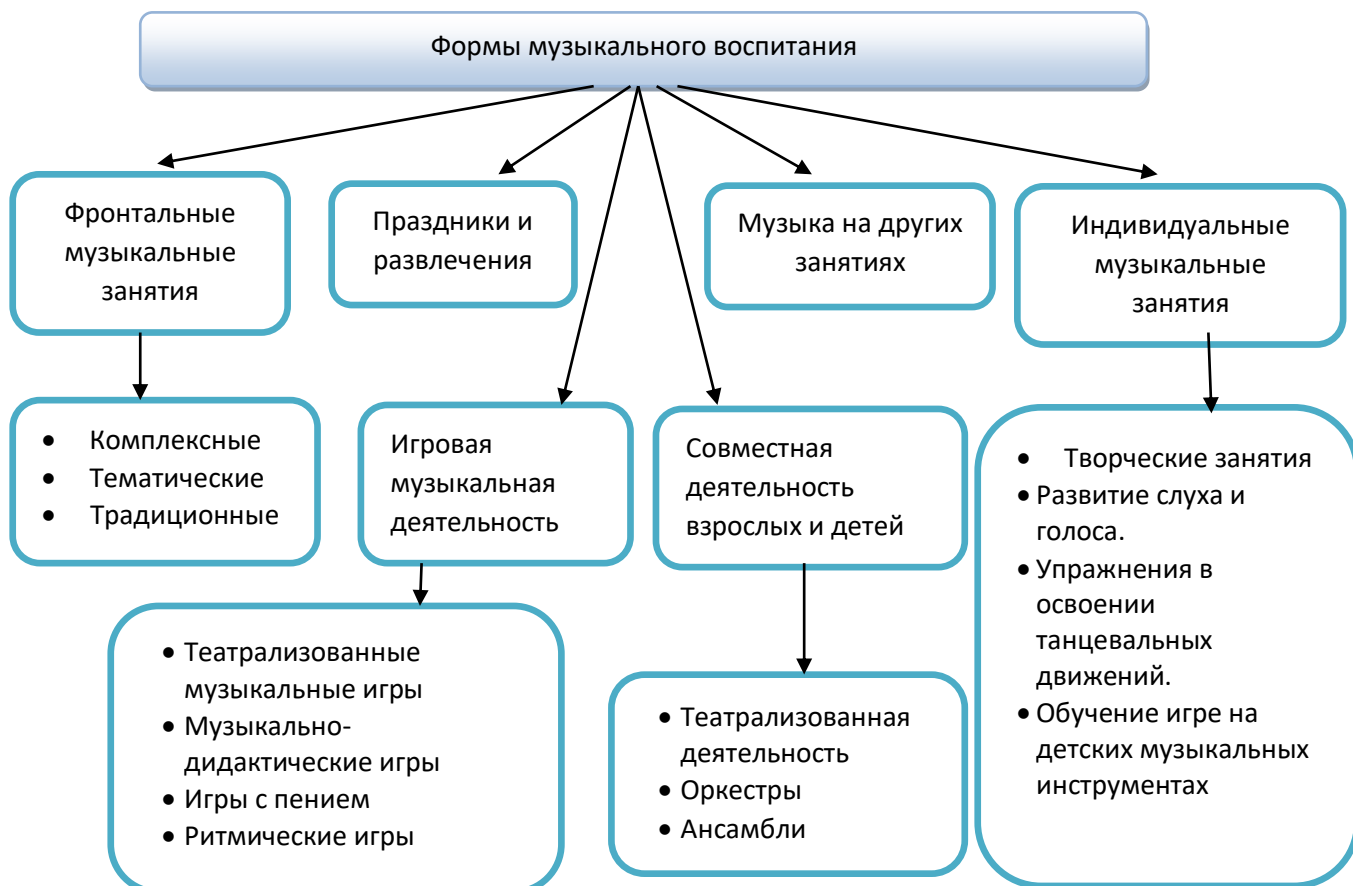 Формы музыкального воспитания
Фронтальные
музыкальные
занятия
Праздники и
развлечения
Музыка на других
занятиях
Индивидуальные
музыкальные
занятия
• Комплексные
• Тематические
• Традиционные
Игровая
музыкальная
деятельность
Совместная
деятельность
взрослых и детей
• Творческие занятия
• Развитие слуха и
голоса.
• Упражнения в
освоении
танцевальных
движений.
• Обучение игре на
детских музыкальных
инструментах
• Театрализованные
музыкальные игры
• Музыкально-
дидактические игры
• Игры с пением
• Ритмические игры
• Театрализованная
деятельность
• Оркестры
• Ансамбли